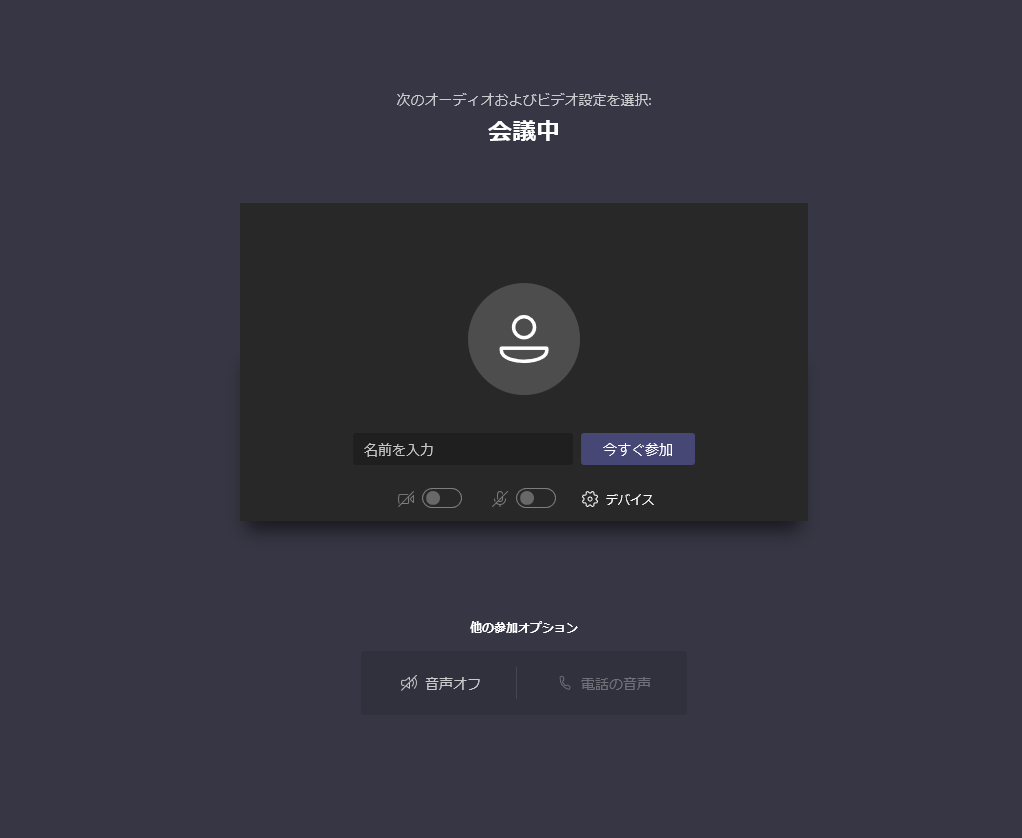 次のオーディオおよびビデオ設定を選択:
会議中
名前を入力 今すぐ参加
デバイス
他の参加オプション
音声オフ 電話の音声